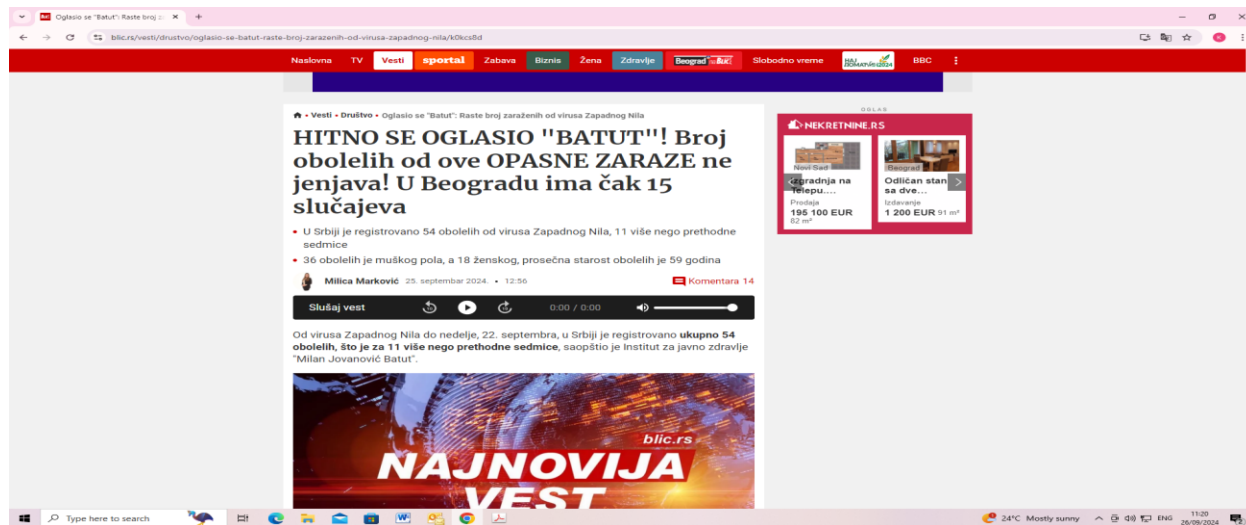 Oglasio se "Batut": Raste broj z
blic.rs/vesti/drustvo/oglasio-se-batut-raste-broj-zarazenih-od-virusa-zapadnog-nila/k0kcs8d
Naslovna TV Vesti sportal Zabava Biznis Žena Zdravlje Beograd Blic Slobodno vreme BBC
Vesti • Društvo • Oglasio se "Batut": Raste broj zaraženih od virusa Zapadnog Nila
HITNO SE OGLASIO "BATUT"! Broj
obolelih od ove OPASNE ZARAZE ne
jenjava! U Beogradu ima čak 15
slučajeva
• U Srbiji je registrovano 54 obolelih od virusa Zapadnog Nila, 11 više nego prethodne
sedmice
• 36 obolelih je muškog pola, a 18 ženskog, prosečna starost obolelih je 59 godina
Milica Marković 25. septembar 2024. • 12:56 Komentara 14
Slušaj vest 0:00 / 0:00
Od virusa Zapadnog Nila do nedelje, 22. septembra, u Srbiji je registrovano ukupno 54
obolelih, što je za 11 više nego prethodne sedmice, saopštio je Institut za javno zdravlje
"Milan Jovanović Batut".
blic.rs
NAJNOVIJA
VEST
OGLAS
NEKRETNINE.RS
Novi Sad
Izgradnja na
Telepu....
Prodaja
195 100 EUR
82 m²
Beograd
Odličan stan
sa dve...
Izdavanje
1 200 EUR 91 m²
Type here to search
24°C Mostly sunny ENG 11:20
26/09/2024